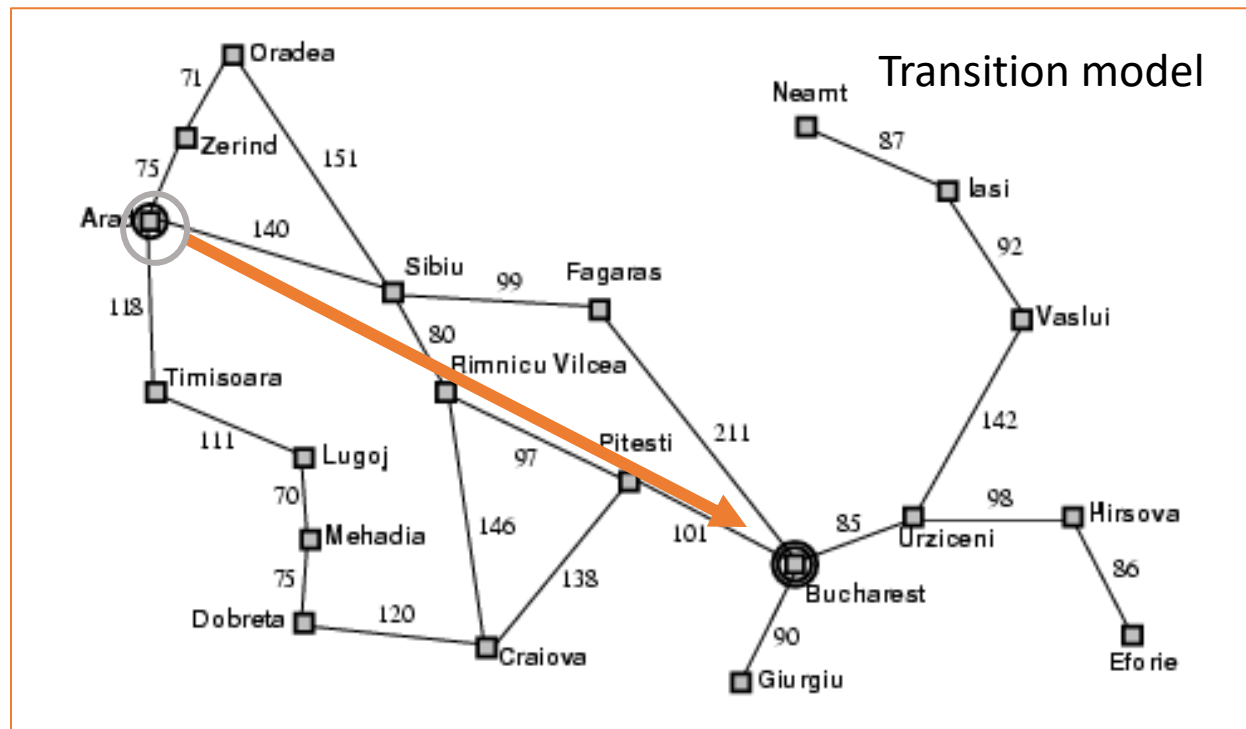 Transition model
Oradea
71
Neamt
87
Zerind
Iasi
75
151
Arad
140
92
Sibiu
99
Fagaras
118
80
Vaslui
Timisoara
Rimnicu Vilcea
111
Lugoj
97
Pitesti
211
142
70
98
Hirsova
Mehadia
146
101
85
Urziceni
75
138
86
Dobreta
120
Bucharest
90
Craiova
Eforie
Giurgiu